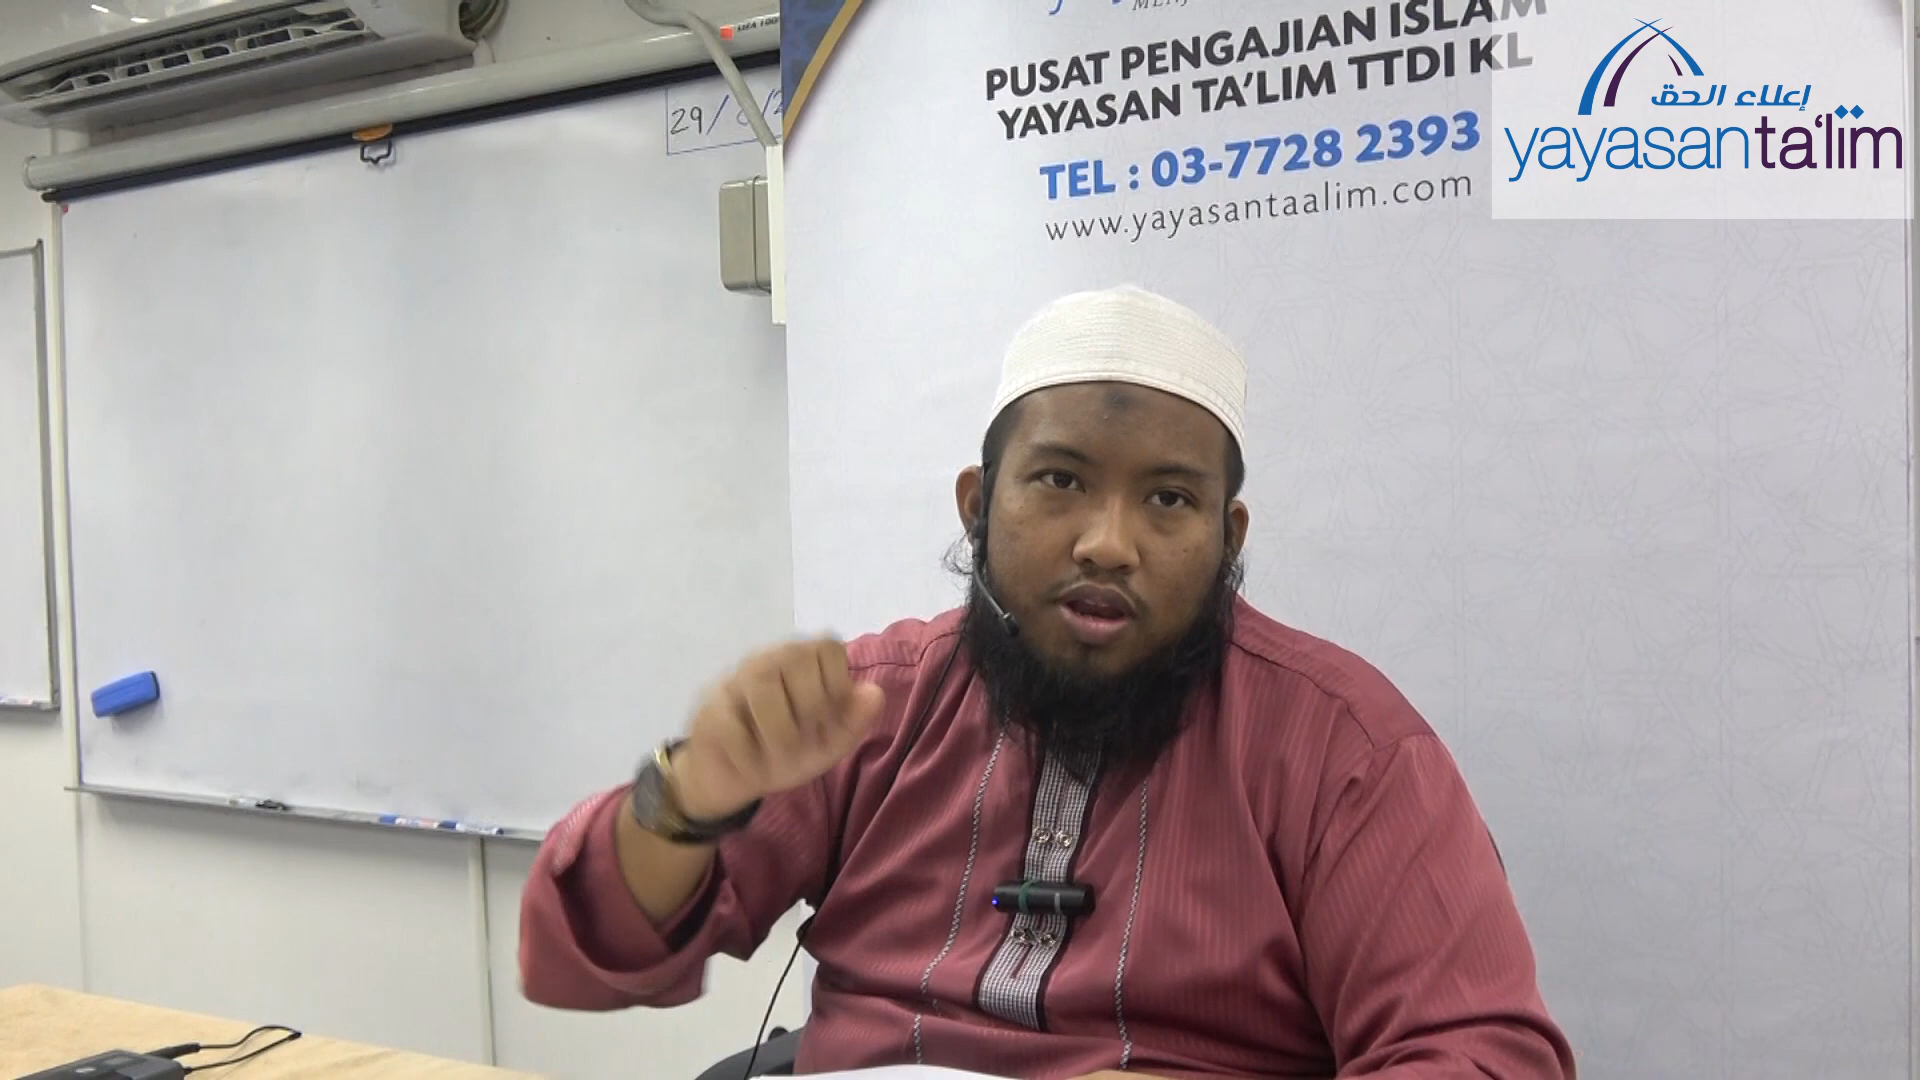 PUSAT PENGAJIAN ISLAM
YAYASAN TA'LIM TTDI KL
TEL : 03-7728 2393
www.yayasantaalim.com
إعلاء الحق
yayasanta'lim
29/